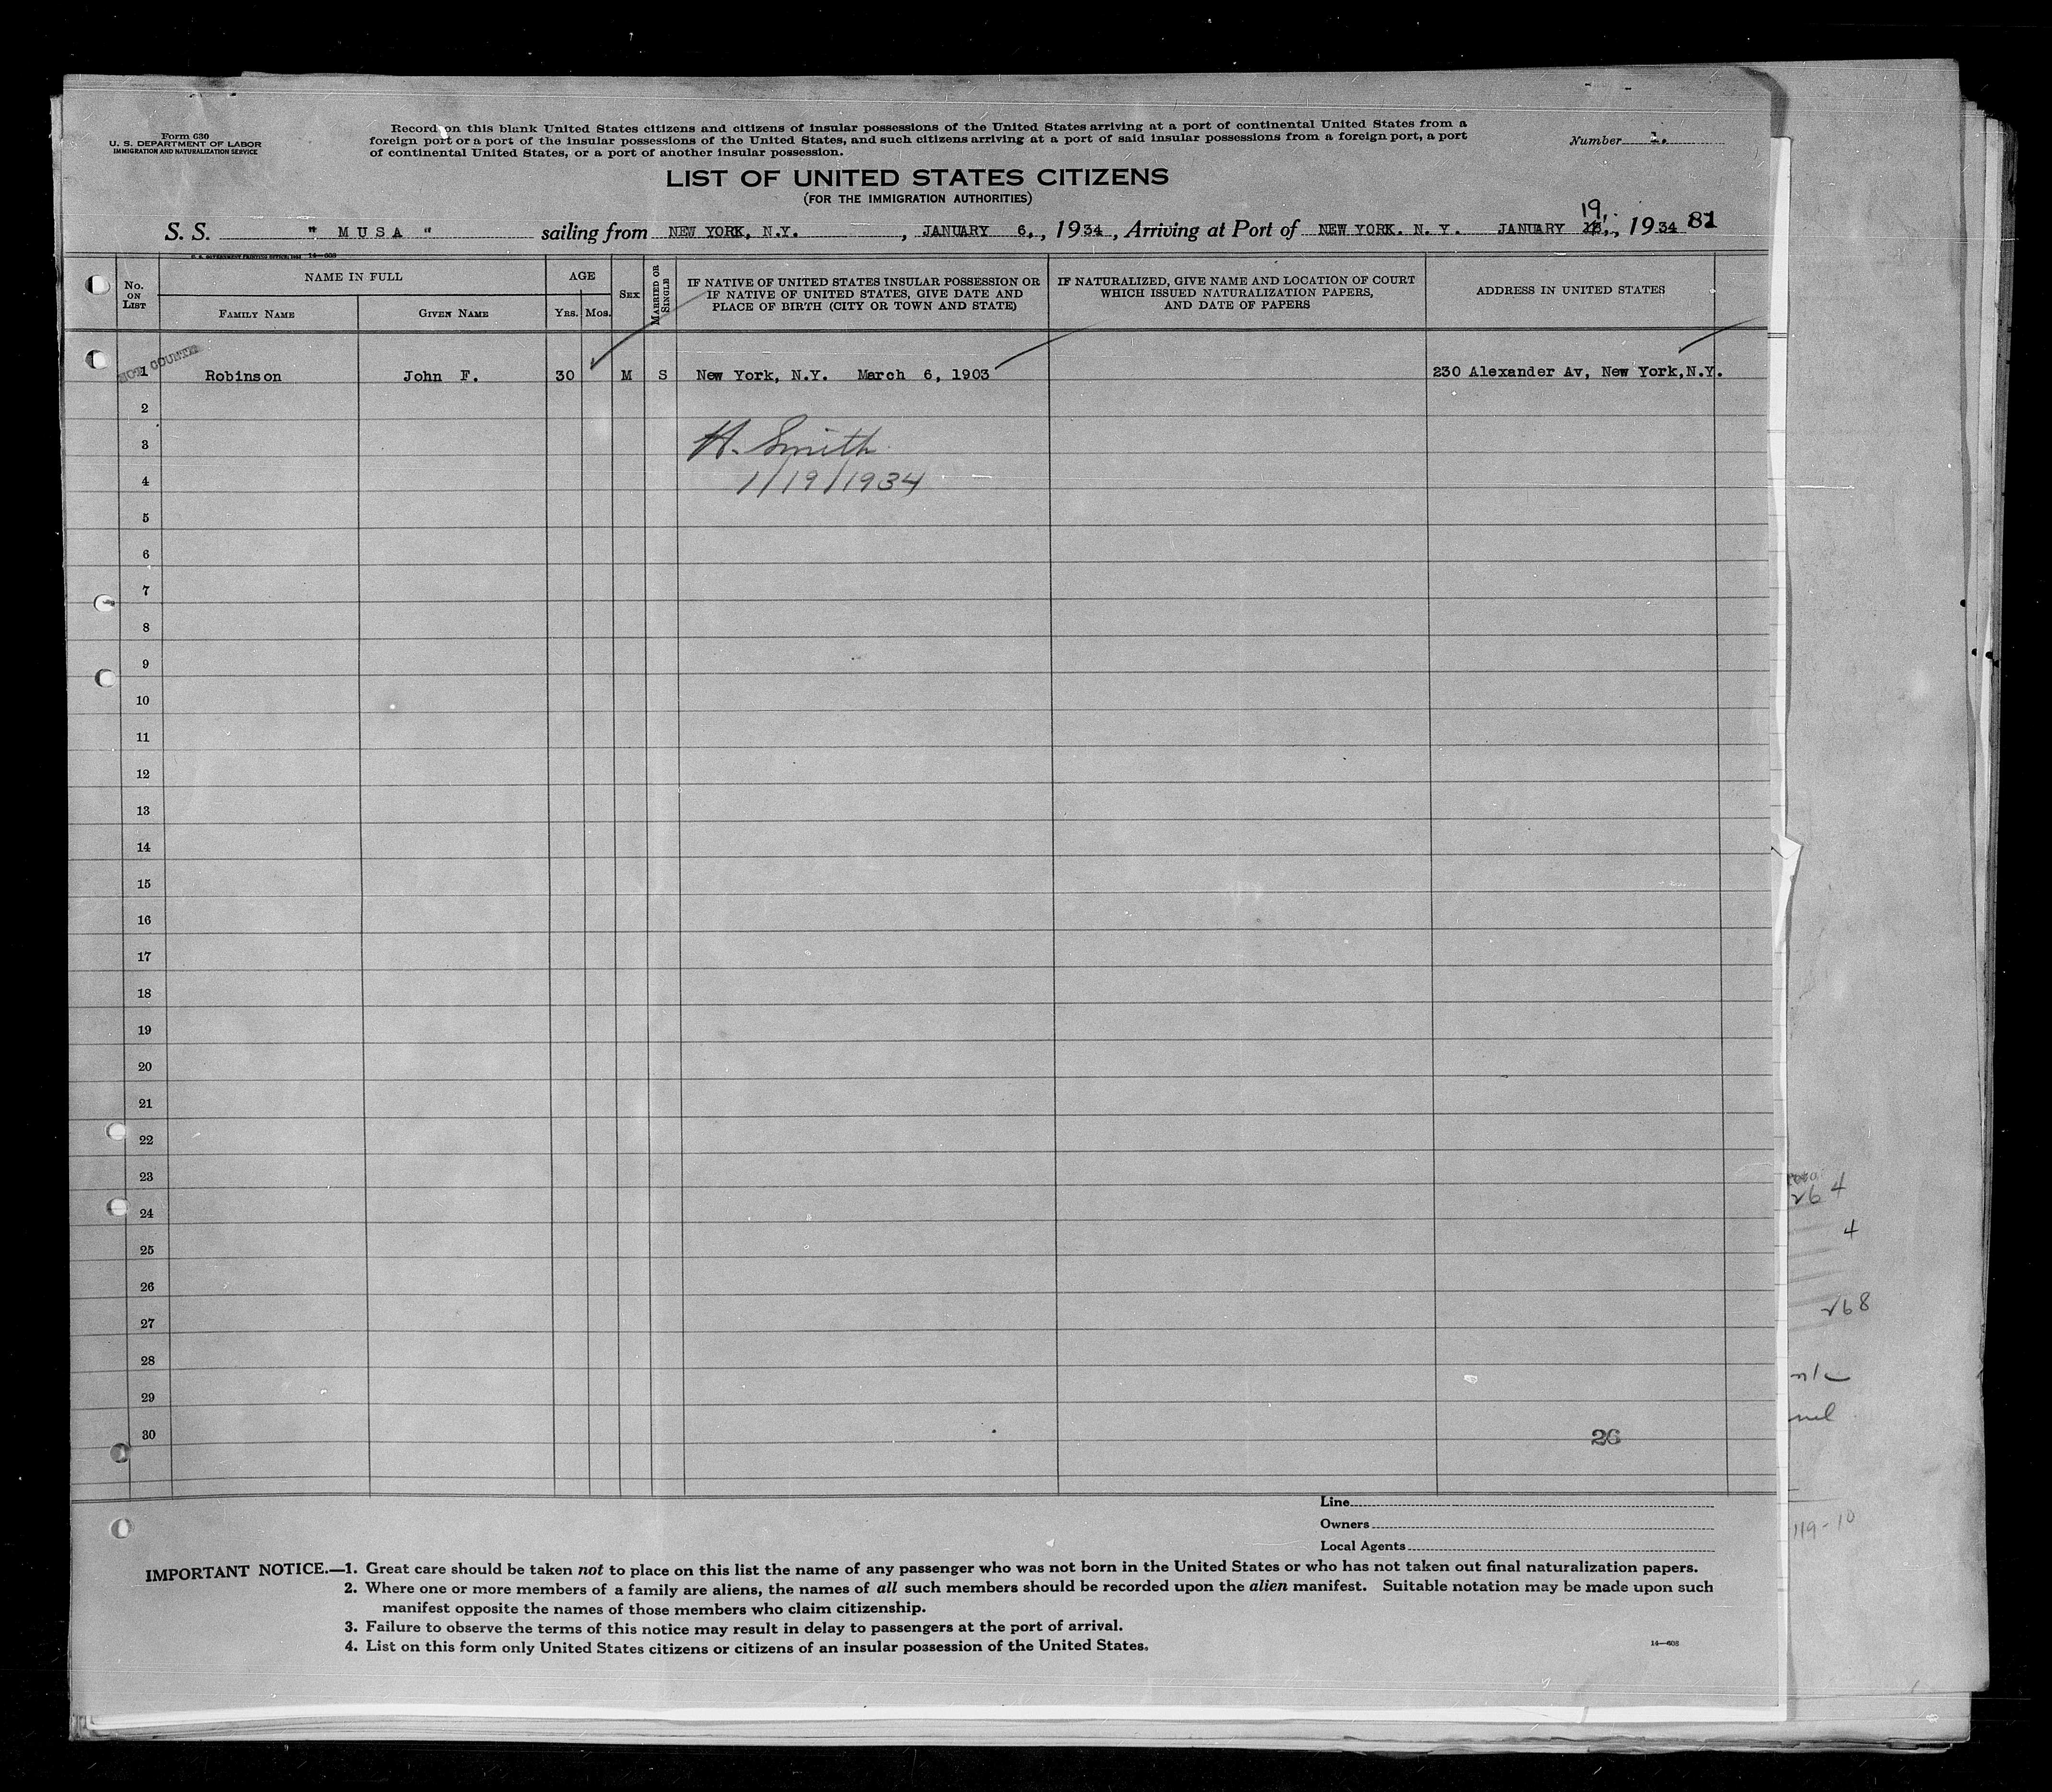 Form 630
U. S. DEPARTMENT OF LABOR
IMMIGRATION AND NATURALIZATION SERVICE
Record on this blank United States citizens and citizens of insular possessions of the United States arriving at a port of continental United States from a
foreign port or a port of the insular possessions of the United States, and such citizens arriving at a port of said insular possessions from a foreign port, a port
of continental United States, or a port of another insular possession.
Number 1.
LIST OF UNITED STATES CITIZENS
(FOR THE IMMIGRATION AUTHORITIES)
19,
S. S. " M U S A " sailing from NEW YORK, N.Y. , JANUARY 6, , 1934 , Arriving at Port of NEW YORK. N. Y. JANUARY , 1934 81
14—608
No. ON LIST
NAME IN FULL
FAMILY NAME
GIVEN NAME
AGE
YRS. MOS.
SEX
MARRIED OR SINGLE
IF NATIVE OF UNITED STATES INSULAR POSSESSION OR
IF NATIVE OF UNITED STATES, GIVE DATE AND
PLACE OF BIRTH (CITY OR TOWN AND STATE)
IF NATURALIZED, GIVE NAME AND LOCATION OF COURT
WHICH ISSUED NATURALIZATION PAPERS,
AND DATE OF PAPERS
ADDRESS IN UNITED STATES
NOT COUNTED
1 Robinson John F. 30 M S New York, N.Y. March 6, 1903 230 Alexander Av, New York,N.Y.
2
3 H. Smith
4 1/19/1934
5
6
7
8
9
10
11
12
13
14
15
16
17
18
19
20
21
22
23
24
25
26
27
28
29
30
26
264
4
268
119-10
Line
Owners
Local Agents
IMPORTANT NOTICE.—1. Great care should be taken not to place on this list the name of any passenger who was not born in the United States or who has not taken out final naturalization papers.
2. Where one or more members of a family are aliens, the names of all such members should be recorded upon the alien manifest. Suitable notation may be made upon such
manifest opposite the names of those members who claim citizenship.
3. Failure to observe the terms of this notice may result in delay to passengers at the port of arrival.
4. List on this form only United States citizens or citizens of an insular possession of the United States.
14—608